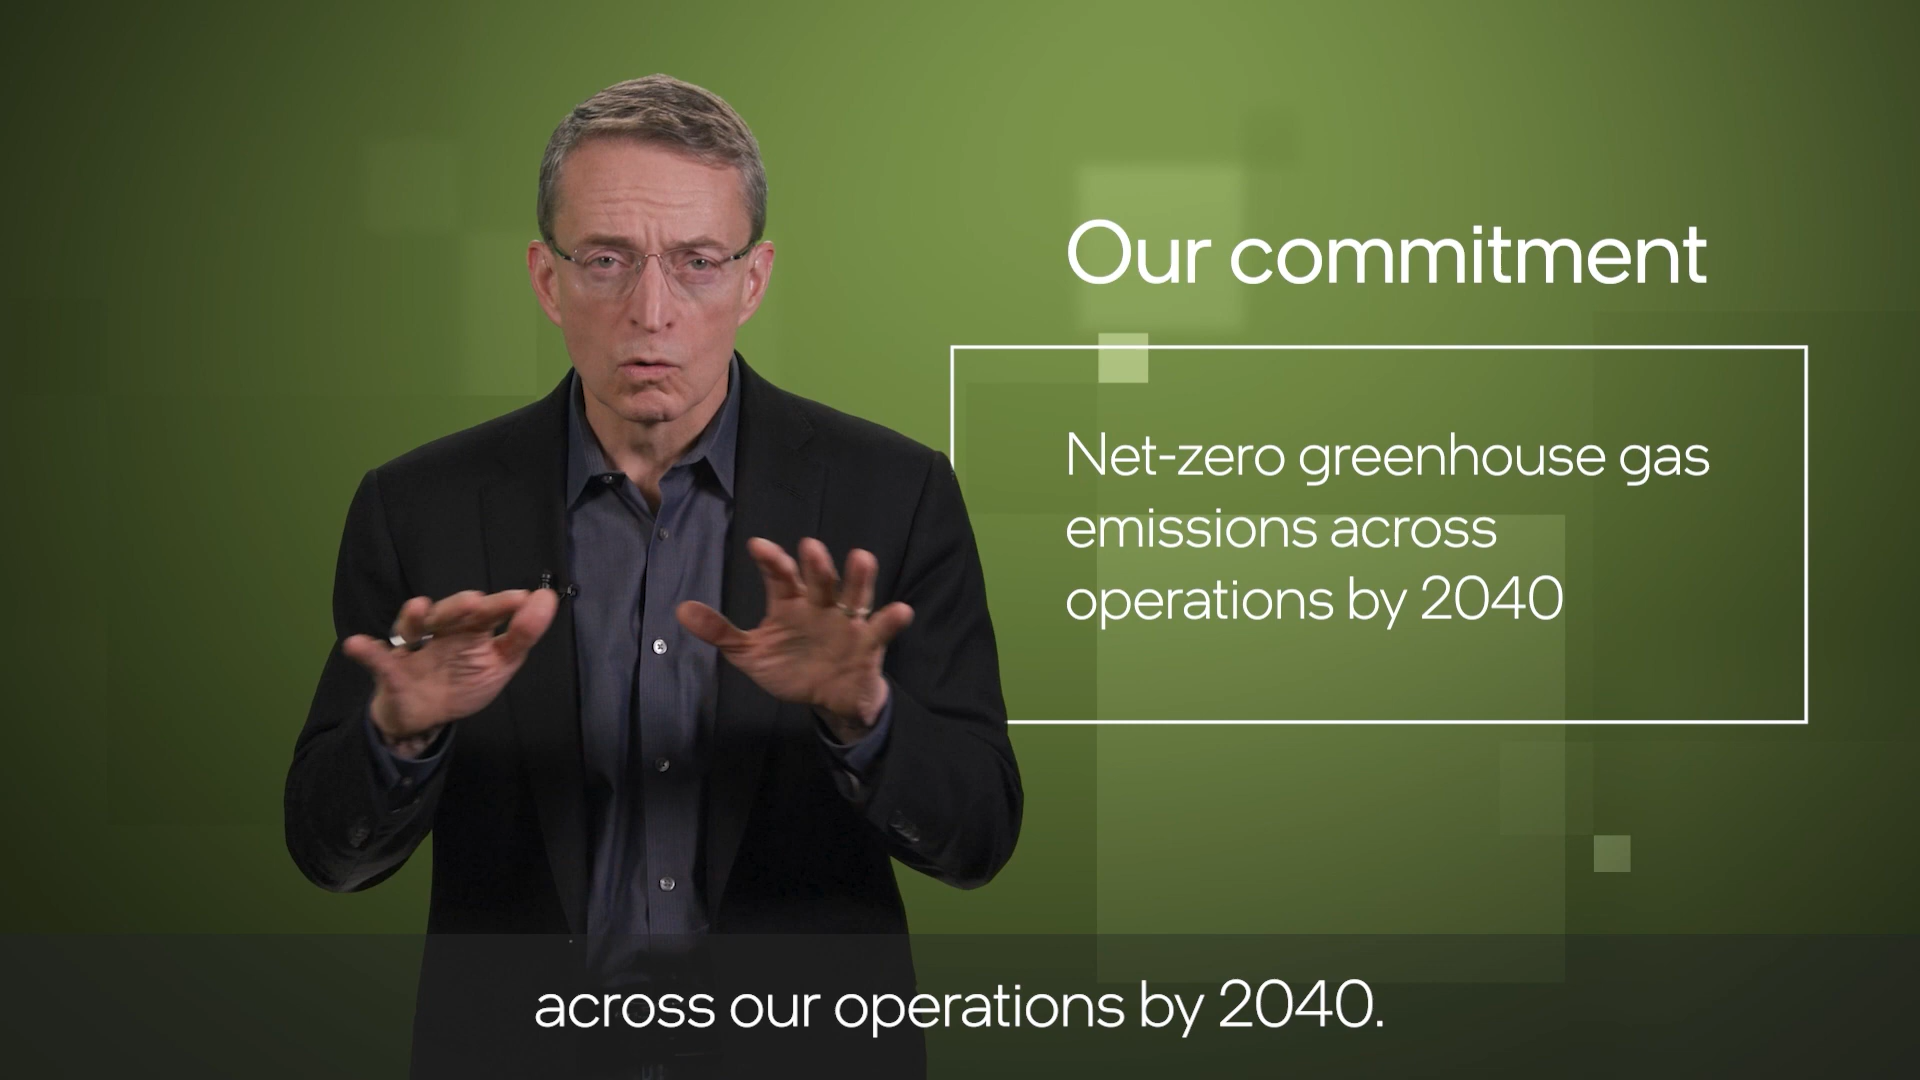 Our commitment
Net-zero greenhouse gas
emissions across
operations by 2040
across our operations by 2040.